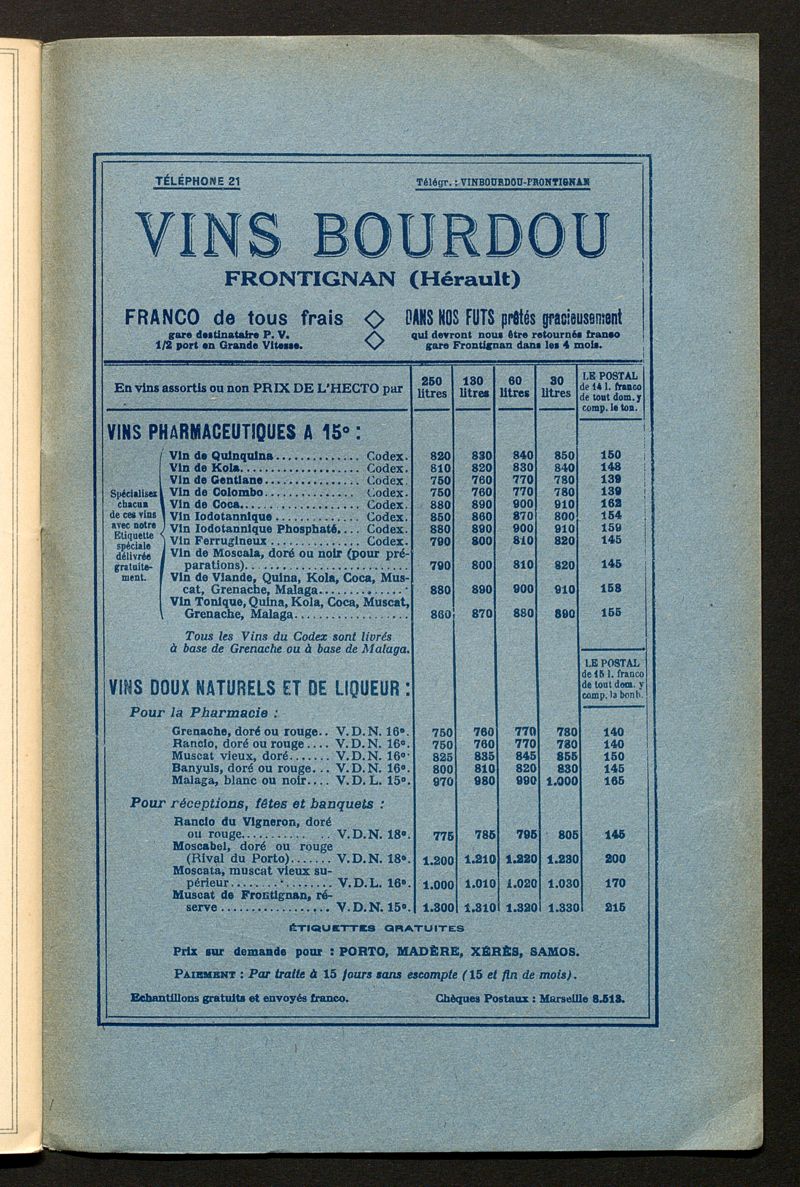 TÉLÉPHONE 21 Télégr. : VINBOURDOU-FRONTIGNAN
VINS BOURDOU
FRONTIGNAN (Hérault)
FRANCO de tous frais DANS NOS FUTS prêtés gracieusement
gare destinataire P. V. qui devront nous être retournés franco
1/2 port en Grande Vitesse. gare Frontignan dans les 4 mois.
En vins assortis ou non PRIX DE L'HECTO par 250 litres 130 litres 60 litres 30 litres
LE POSTAL
de 14 l. franco
de tout dom. y
comp. le ton.
VINS PHARMACEUTIQUES A 15° :
Spécialisez
chacun
de ces vins
avec notre
Etiquette
spéciale
délivrée
gratuite-
ment.
Vin de Quinquina.............. Codex. 820 830 840 850 150
Vin de Kola.................... Codex. 810 820 830 840 148
Vin de Gentiane................ Codex. 750 760 770 780 139
Vin de Colombo............... Codex. 750 760 770 780 139
Vin de Coca.................... Codex. 880 890 900 910 162
Vin Iodotannique.............. Codex. 850 860 870 800 154
Vin Iodotannique Phosphaté.... Codex. 880 890 900 910 159
Vin Ferrugineux............... Codex. 790 800 810 820 145
Vin de Moscala, doré ou noir (pour pré-
parations)........................... 790 800 810 820 145
Vin de Viande, Quina, Kola, Coca, Mus-
cat, Grenache, Malaga............... 880 890 900 910 158
Vin Tonique, Quina, Kola, Coca, Muscat,
Grenache, Malaga................... 860 870 880 890 155
Tous les Vins du Codex sont livrés
à base de Grenache ou à base de Malaga.
LE POSTAL
de 15 l. franco
de tout dom. y
comp. la bonb.
VINS DOUX NATURELS ET DE LIQUEUR :
Pour la Pharmacie :
Grenache, doré ou rouge.. V.D.N. 16°. 750 760 770 780 140
Rancio, doré ou rouge.... V.D.N. 16°. 750 760 770 780 140
Muscat vieux, doré....... V.D.N. 16°. 825 835 845 855 150
Banyuls, doré ou rouge... V.D.N. 16°. 800 810 820 830 145
Malaga, blanc ou noir.... V.D.L. 15°. 970 980 990 1.000 165
Pour réceptions, fêtes et banquets :
Rancio du Vigneron, doré
ou rouge.............. V.D.N. 18°. 775 785 795 805 145
Moscabel, doré ou rouge
(Rival du Porto)....... V.D.N. 18°. 1.200 1.210 1.220 1.230 200
Moscata, muscat vieux su-
périeur................. V.D.L. 16°. 1.000 1.010 1.020 1.030 170
Muscat de Frontignan, ré-
serve.................. V.D.N. 15°. 1.300 1.310 1.320 1.330 215
ÉTIQUETTES GRATUITES
Prix sur demande pour : PORTO, MADÈRE, XÉRÈS, SAMOS.
PAIEMENT : Par traite à 15 jours sans escompte (15 et fin de mois).
Echantillons gratuits et envoyés franco. Chèques Postaux : Marseille 8.513.